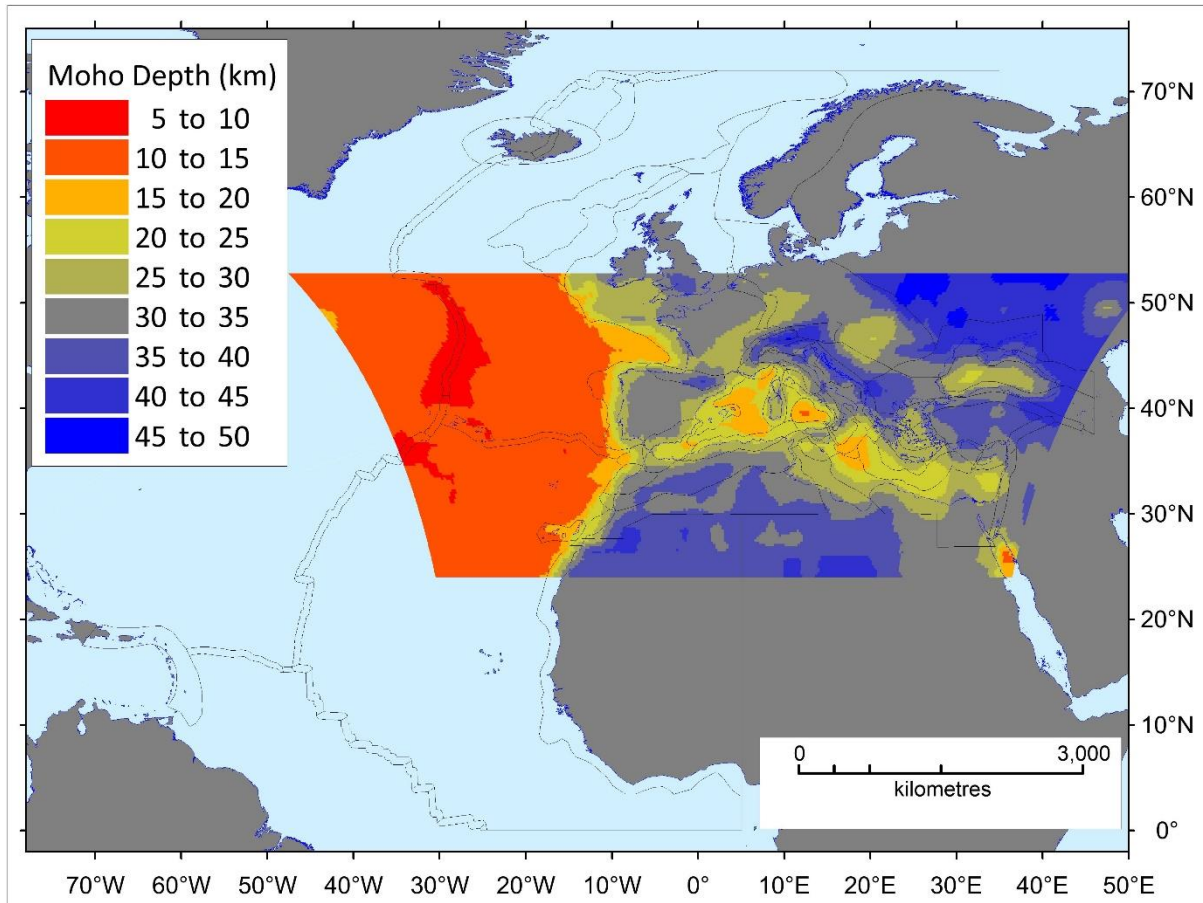 Moho Depth (km)
5 to 10
10 to 15
15 to 20
20 to 25
25 to 30
30 to 35
35 to 40
40 to 45
45 to 50
70°N
60°N
50°N
40°N
30°N
20°N
10°N
0°
0 3,000
kilometres
70°W 60°W 50°W 40°W 30°W 20°W 10°W 0° 10°E 20°E 30°E 40°E 50°E